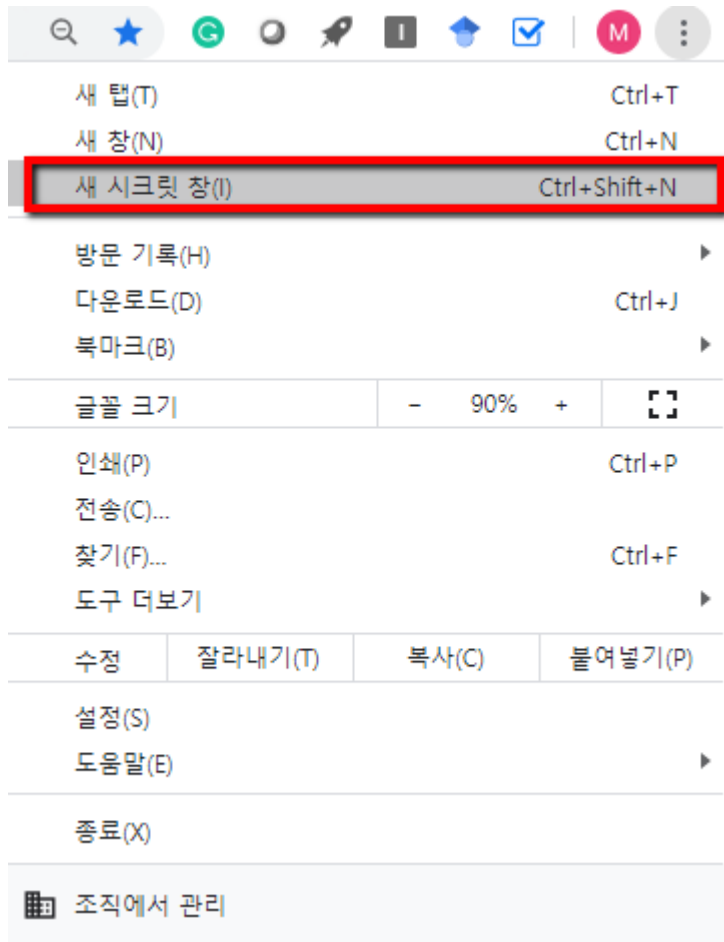 G I M
새 탭(T) Ctrl+T
새 창(N) Ctrl+N
새 시크릿 창(I) Ctrl+Shift+N
방문 기록(H)
다운로드(D) Ctrl+J
북마크(B)
글꼴 크기 - 90% +
인쇄(P) Ctrl+P
전송(C)...
찾기(F)... Ctrl+F
도구 더보기
수정 잘라내기(T) 복사(C) 붙여넣기(P)
설정(S)
도움말(E)
종료(X)
조직에서 관리